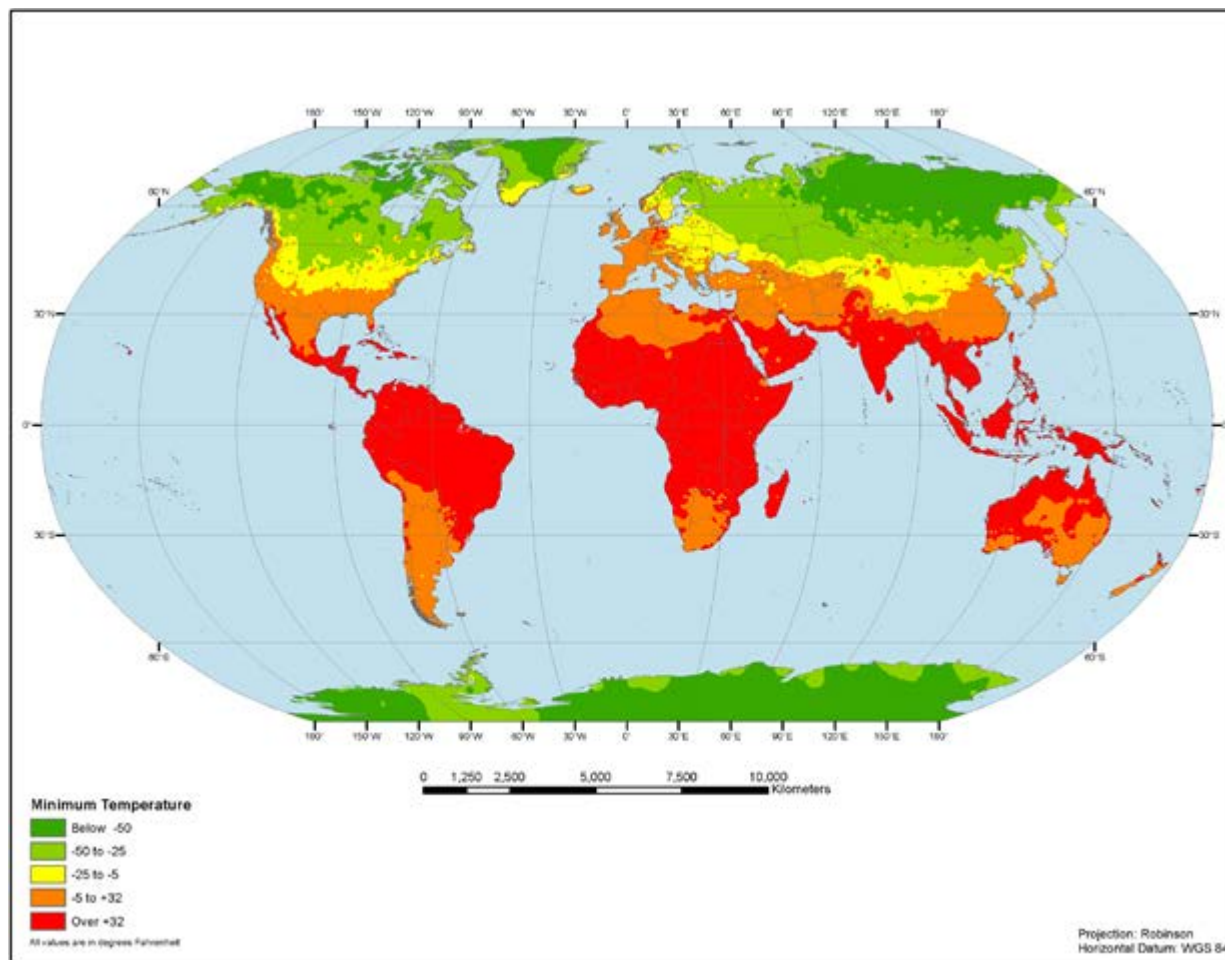 180° 150°W 120°W 90°W 60°W 30°W 0° 30°E 60°E 90°E 120°E 150°E 180°
60°N 60°N
30°N 30°N
0° 0
30°S 30°S
60°S 60°S
180° 150°W 120°W 90°W 60°W 30°W 0° 30°E 60°E 90°E 120°E 150°E 180°
0 1,250 2,500 5,000 7,500 10,000
Kilometers
Minimum Temperature
Below -50
-50 to -25
-25 to -5
-5 to +32
Over +32
All values are in degrees Fahrenheit
Projection: Robinson
Horizontal Datum: WGS 84